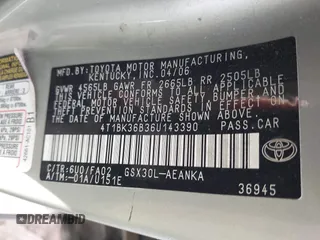 TOYOTA MOTOR MANUFACTURING,
KENTUCKY, INC. 04/06
GVWR 4565LB GAWR FR 2665LB RR 2505LB
THIS VEHICLE CONFORMS TO ALL APPLICABLE
FEDERAL MOTOR VEHICLE SAFETY, BUMPER, AND
THEFT PREVENTION STANDARDS IN EFFECT ON
THE DATE OF MANUFACTURE SHOWN ABOVE.
4T1BK36B36U143390 PASS.CAR
C/TR: 6U0/FA02 GSX30L-AEANKA
A/TM: -01A/U151E
TOYOTA
36945
B1
DREAMBID